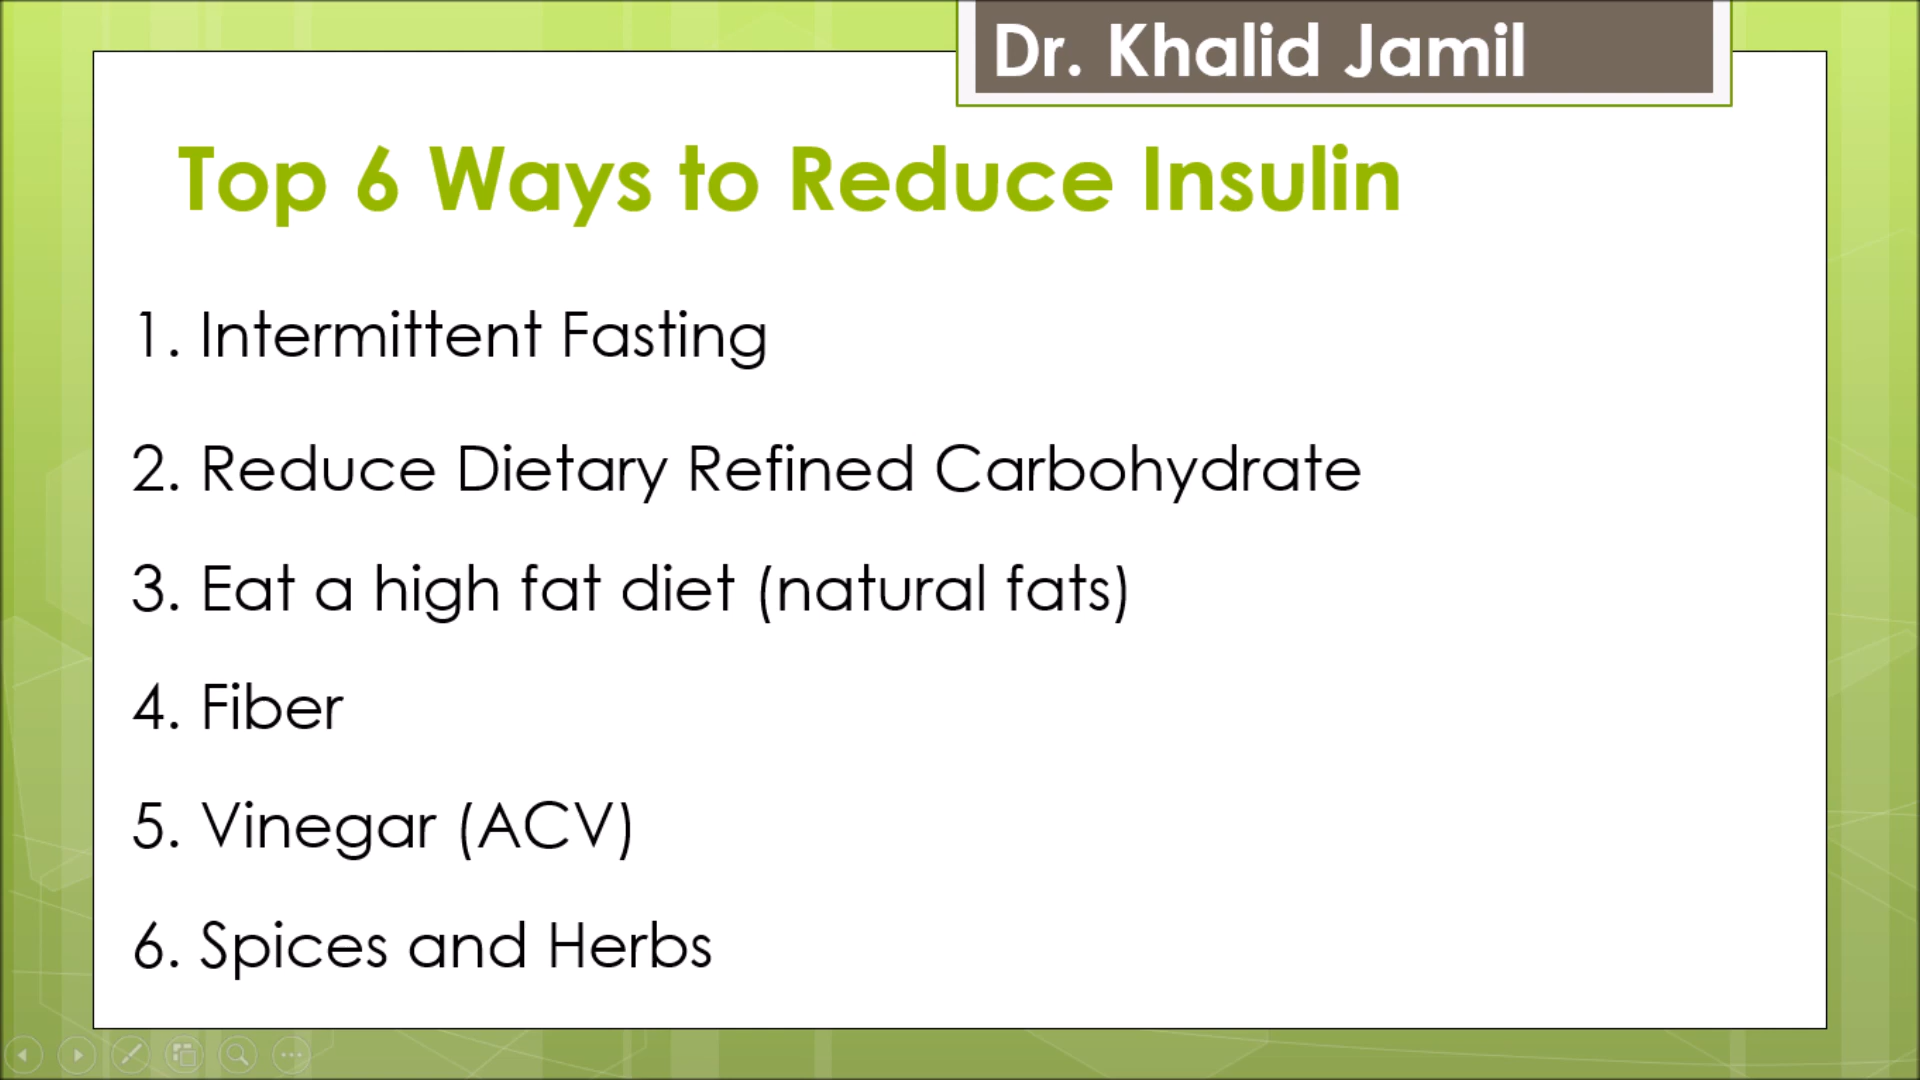 Dr. Khalid Jamil
Top 6 Ways to Reduce Insulin
1. Intermittent Fasting
2. Reduce Dietary Refined Carbohydrate
3. Eat a high fat diet (natural fats)
4. Fiber
5. Vinegar (ACV)
6. Spices and Herbs